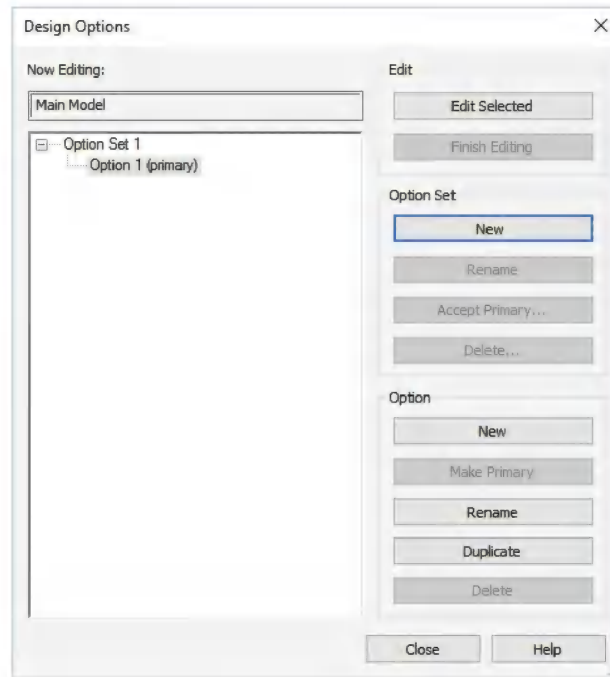 Design Options
Now Editing:
Main Model
Option Set 1
Option 1 (primary)
Edit
Edit Selected
Finish Editing
Option Set
New
Rename
Accept Primary...
Delete...
Option
New
Make Primary
Rename
Duplicate
Delete
Close
Help